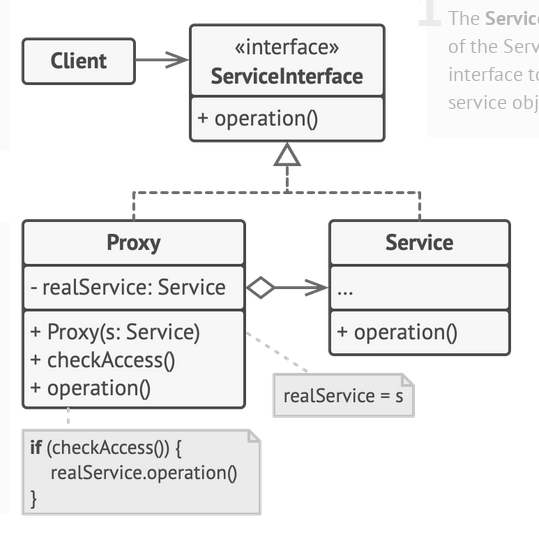 Client
«interface»
ServiceInterface
+ operation()
1
The Servic
of the Serv
interface to
service obj
Proxy
- realService: Service
+ Proxy(s: Service)
+ checkAccess()
+ operation()
Service
...
+ operation()
realService = s
if (checkAccess()) {
realService.operation()
}